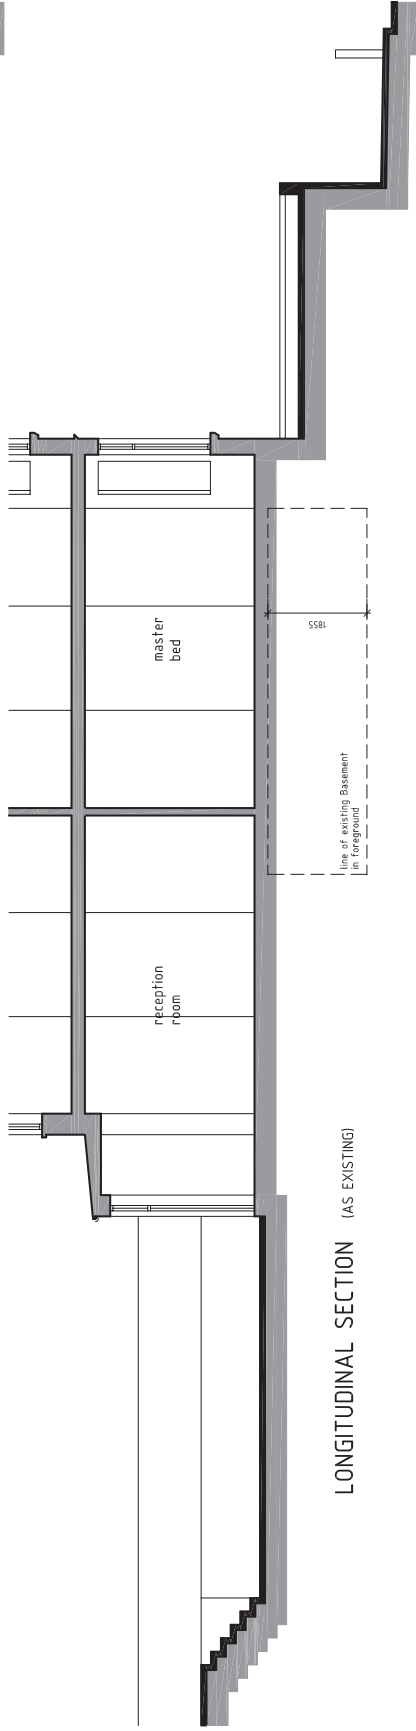 reception
room
master
bed
line of existing Basement
in foreground
1855
LONGITUDINAL SECTION (AS EXISTING)